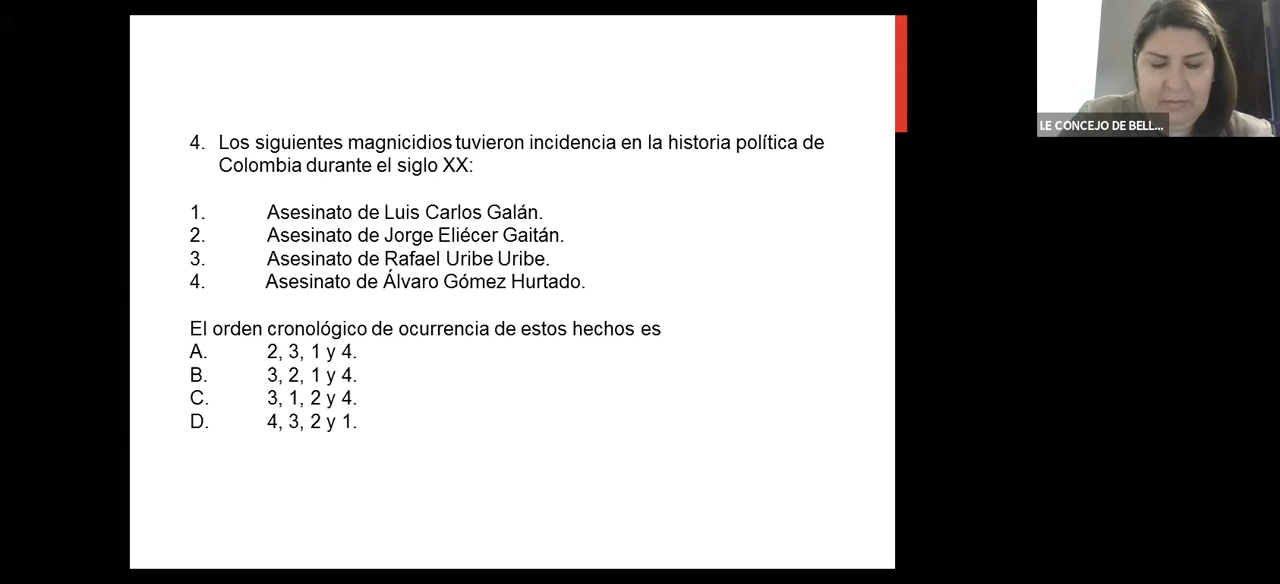 4. Los siguientes magnicidios tuvieron incidencia en la historia política de
Colombia durante el siglo XX:
1. Asesinato de Luis Carlos Galán.
2. Asesinato de Jorge Eliécer Gaitán.
3. Asesinato de Rafael Uribe Uribe.
4. Asesinato de Álvaro Gómez Hurtado.
El orden cronológico de ocurrencia de estos hechos es
A. 2, 3, 1 y 4.
B. 3, 2, 1 y 4.
C. 3, 1, 2 y 4.
D. 4, 3, 2 y 1.
I.E CONCEJO DE BELL...